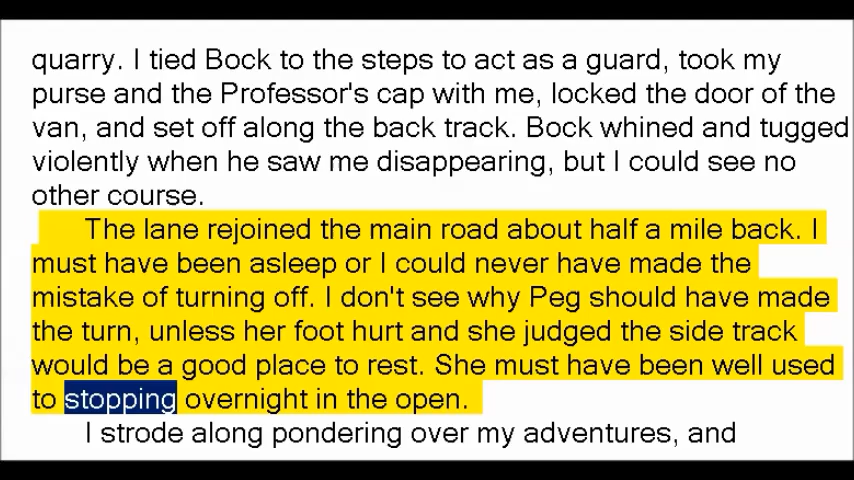 quarry. I tied Bock to the steps to act as a guard, took my
purse and the Professor's cap with me, locked the door of the
van, and set off along the back track. Bock whined and tugged
violently when he saw me disappearing, but I could see no
other course.
The lane rejoined the main road about half a mile back. I
must have been asleep or I could never have made the
mistake of turning off. I don't see why Peg should have made
the turn, unless her foot hurt and she judged the side track
would be a good place to rest. She must have been well used
to stopping overnight in the open.
I strode along pondering over my adventures, and